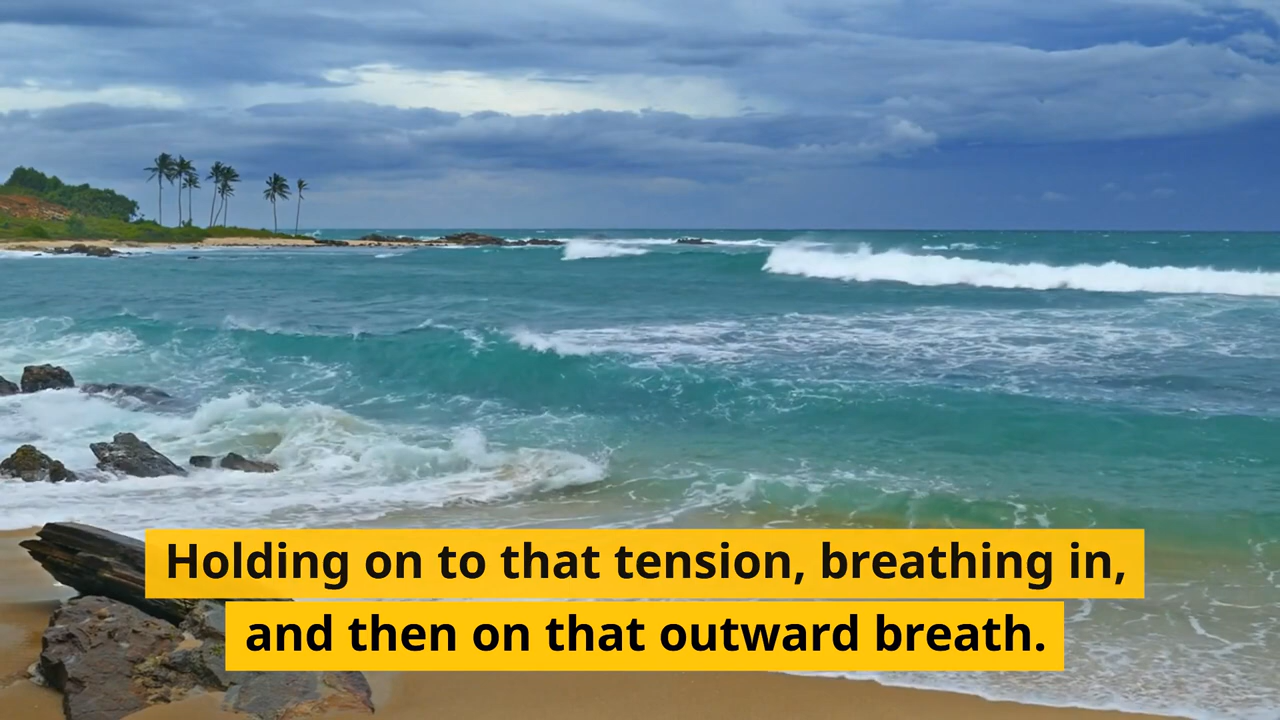 Holding on to that tension, breathing in,
and then on that outward breath.